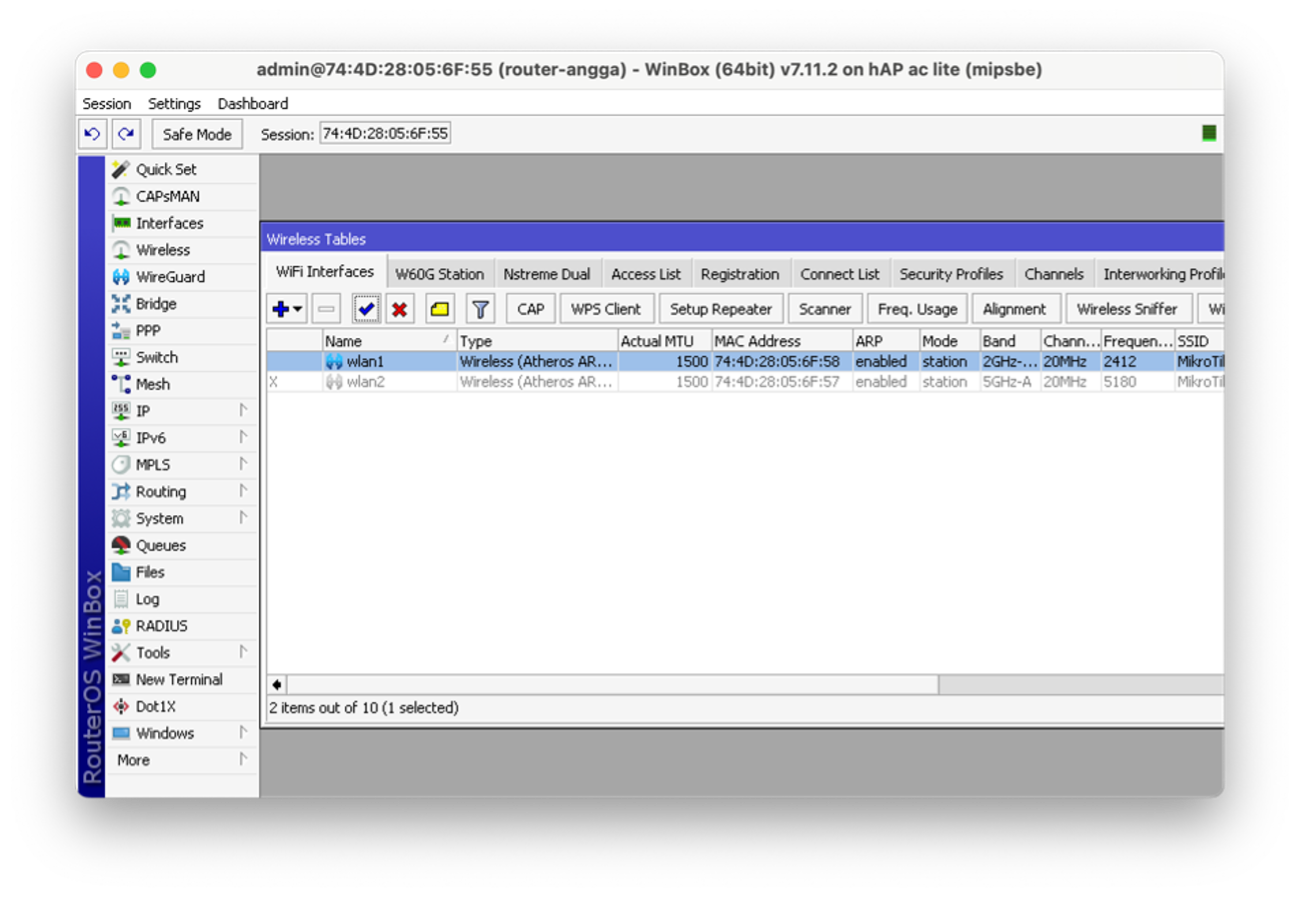 admin@74:4D:28:05:6F:55 (router-angga) - WinBox (64bit) v7.11.2 on hAP ac lite (mipsbe)
Session Settings Dashboard
Safe Mode Session: 74:4D:28:05:6F:55
Quick Set
CAPsMAN
Interfaces
Wireless
WireGuard
Bridge
PPP
Switch
Mesh
IP
IPv6
MPLS
Routing
System
Queues
Files
Log
RADIUS
Tools
New Terminal
Dot1X
Windows
More
RouterOS WinBox
Wireless Tables
WiFi Interfaces W60G Station Nstreme Dual Access List Registration Connect List Security Profiles Channels Interworking Profil
CAP WPS Client Setup Repeater Scanner Freq. Usage Alignment Wireless Sniffer Wi
Name / Type Actual MTU MAC Address ARP Mode Band Chann... Frequen... SSID
wlan1 Wireless (Atheros AR... 1500 74:4D:28:05:6F:58 enabled station 2GHz-... 20MHz 2412 MikroTi
X wlan2 Wireless (Atheros AR... 1500 74:4D:28:05:6F:57 enabled station 5GHz-A 20MHz 5180 MikroTi
2 items out of 10 (1 selected)